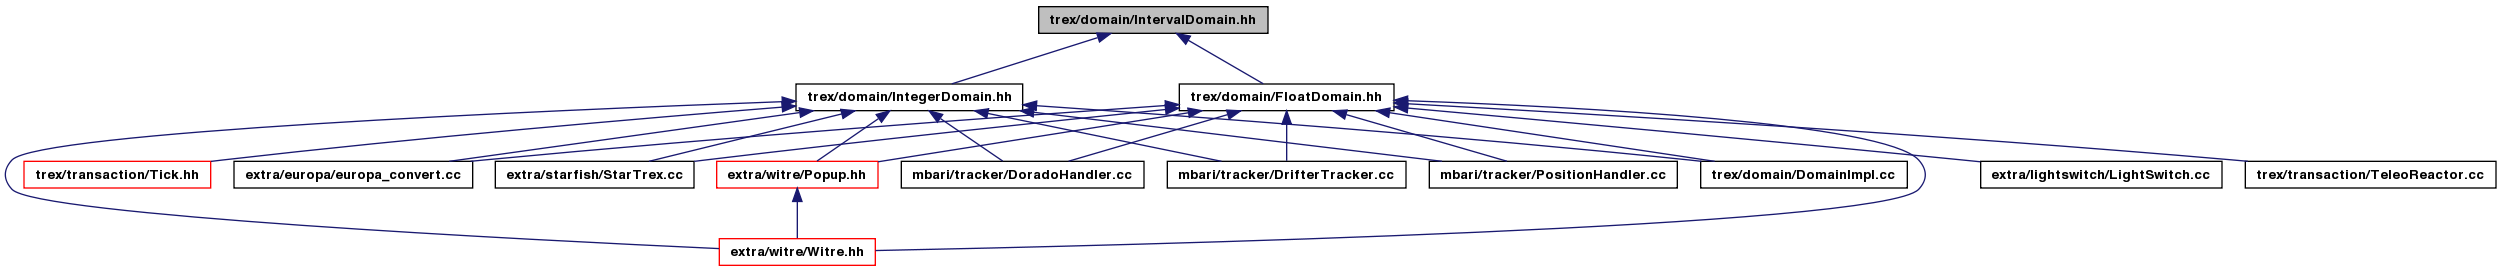 trex/domain/IntervalDomain.hh
trex/domain/IntegerDomain.hh
trex/domain/FloatDomain.hh
trex/transaction/Tick.hh
extra/europa/europa_convert.cc
extra/starfish/StarTrex.cc
extra/witre/Popup.hh
mbari/tracker/DoradoHandler.cc
mbari/tracker/DrifterTracker.cc
mbari/tracker/PositionHandler.cc
trex/domain/DomainImpl.cc
extra/lightswitch/LightSwitch.cc
trex/transaction/TeleoReactor.cc
extra/witre/Witre.hh